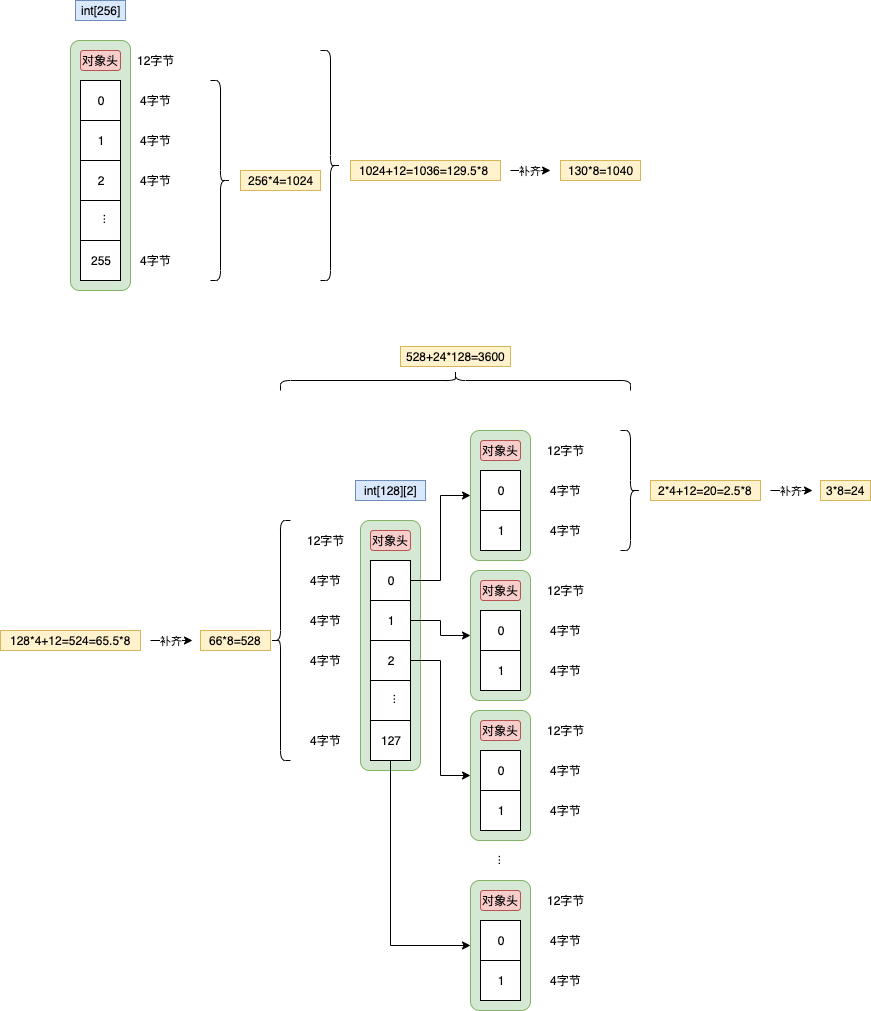 int[256]
对象头 12字节
0 4字节
1 4字节
2 4字节
256*4=1024
1024+12=1036=129.5*8
补齐
130*8=1040
⋮
255 4字节
528+24*128=3600
int[128][2]
12字节 对象头
0 4字节
1 4字节
2*4+12=20=2.5*8
补齐
3*8=24
12字节 对象头
4字节 0
4字节 1
4字节 2
⋮
4字节 127
128*4+12=524=65.5*8
补齐
66*8=528
对象头 12字节
0 4字节
1 4字节
对象头 12字节
0 4字节
1 4字节
⋮
对象头 12字节
0 4字节
1 4字节